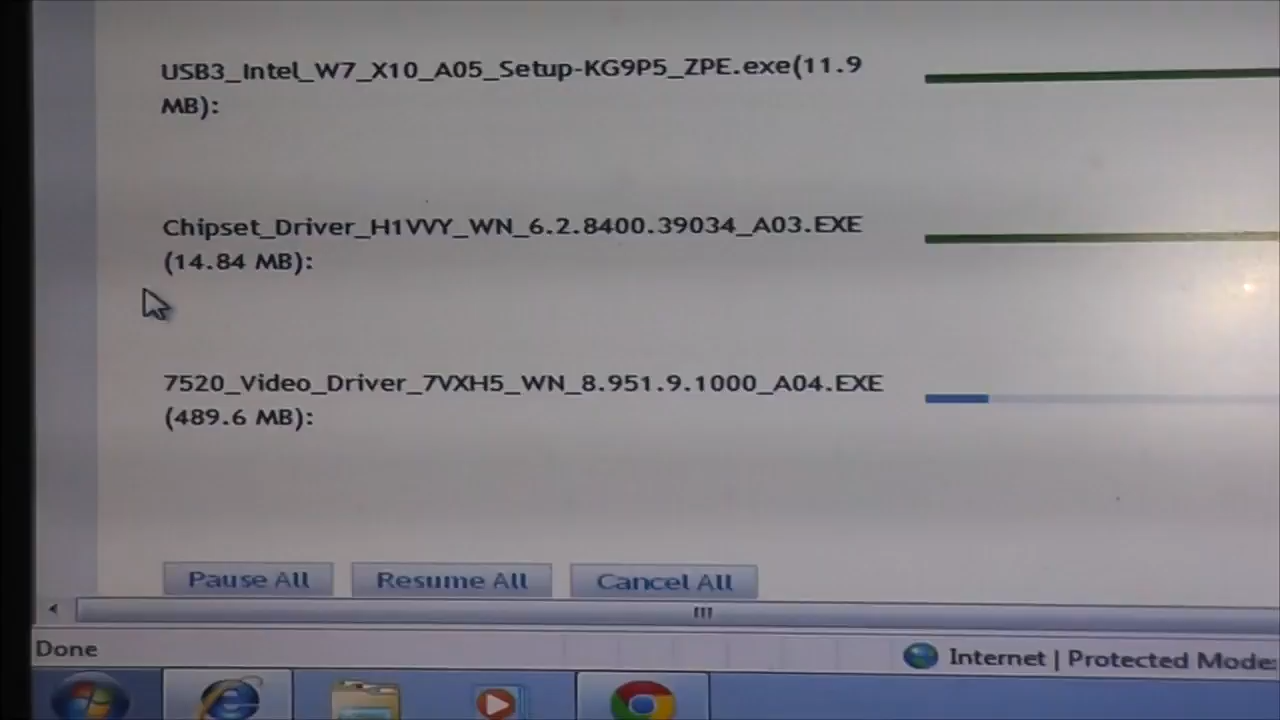 USB3_Intel_W7_X10_A05_Setup-KG9P5_ZPE.exe(11.9
MB):
Chipset_Driver_H1VVY_WN_6.2.8400.39034_A03.EXE
(14.84 MB):
7520_Video_Driver_7VXH5_WN_8.951.9.1000_A04.EXE
(489.6 MB):
Pause All Resume All Cancel All
Done Internet | Protected Mode: